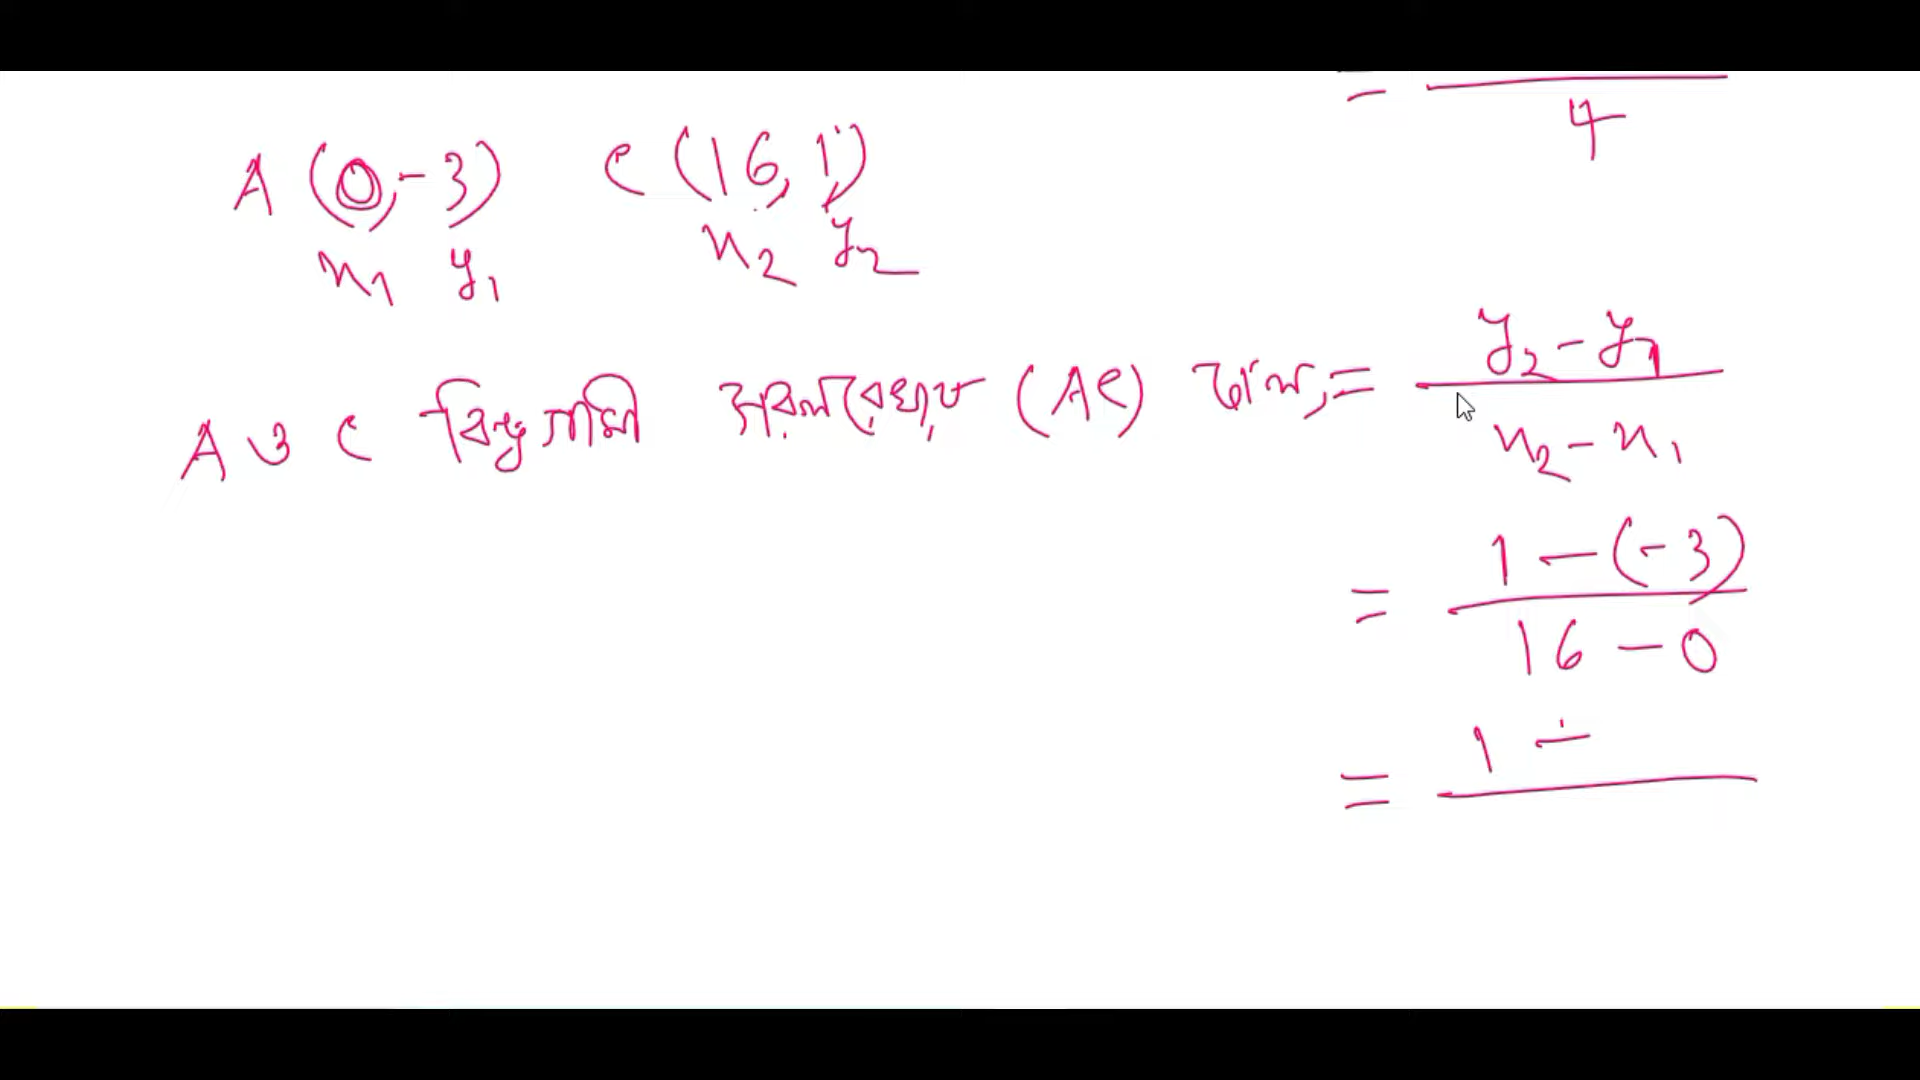 = ―
4
A (0,-3) C (16, 1)
x₁ y₁ x₂ y₂
A ও C বিন্দুগামী সরলরেখার (AC) ঢাল, = y₂ - y₁
x₂ - x₁
= 1 - (-3)
16 - 0
= 1 -